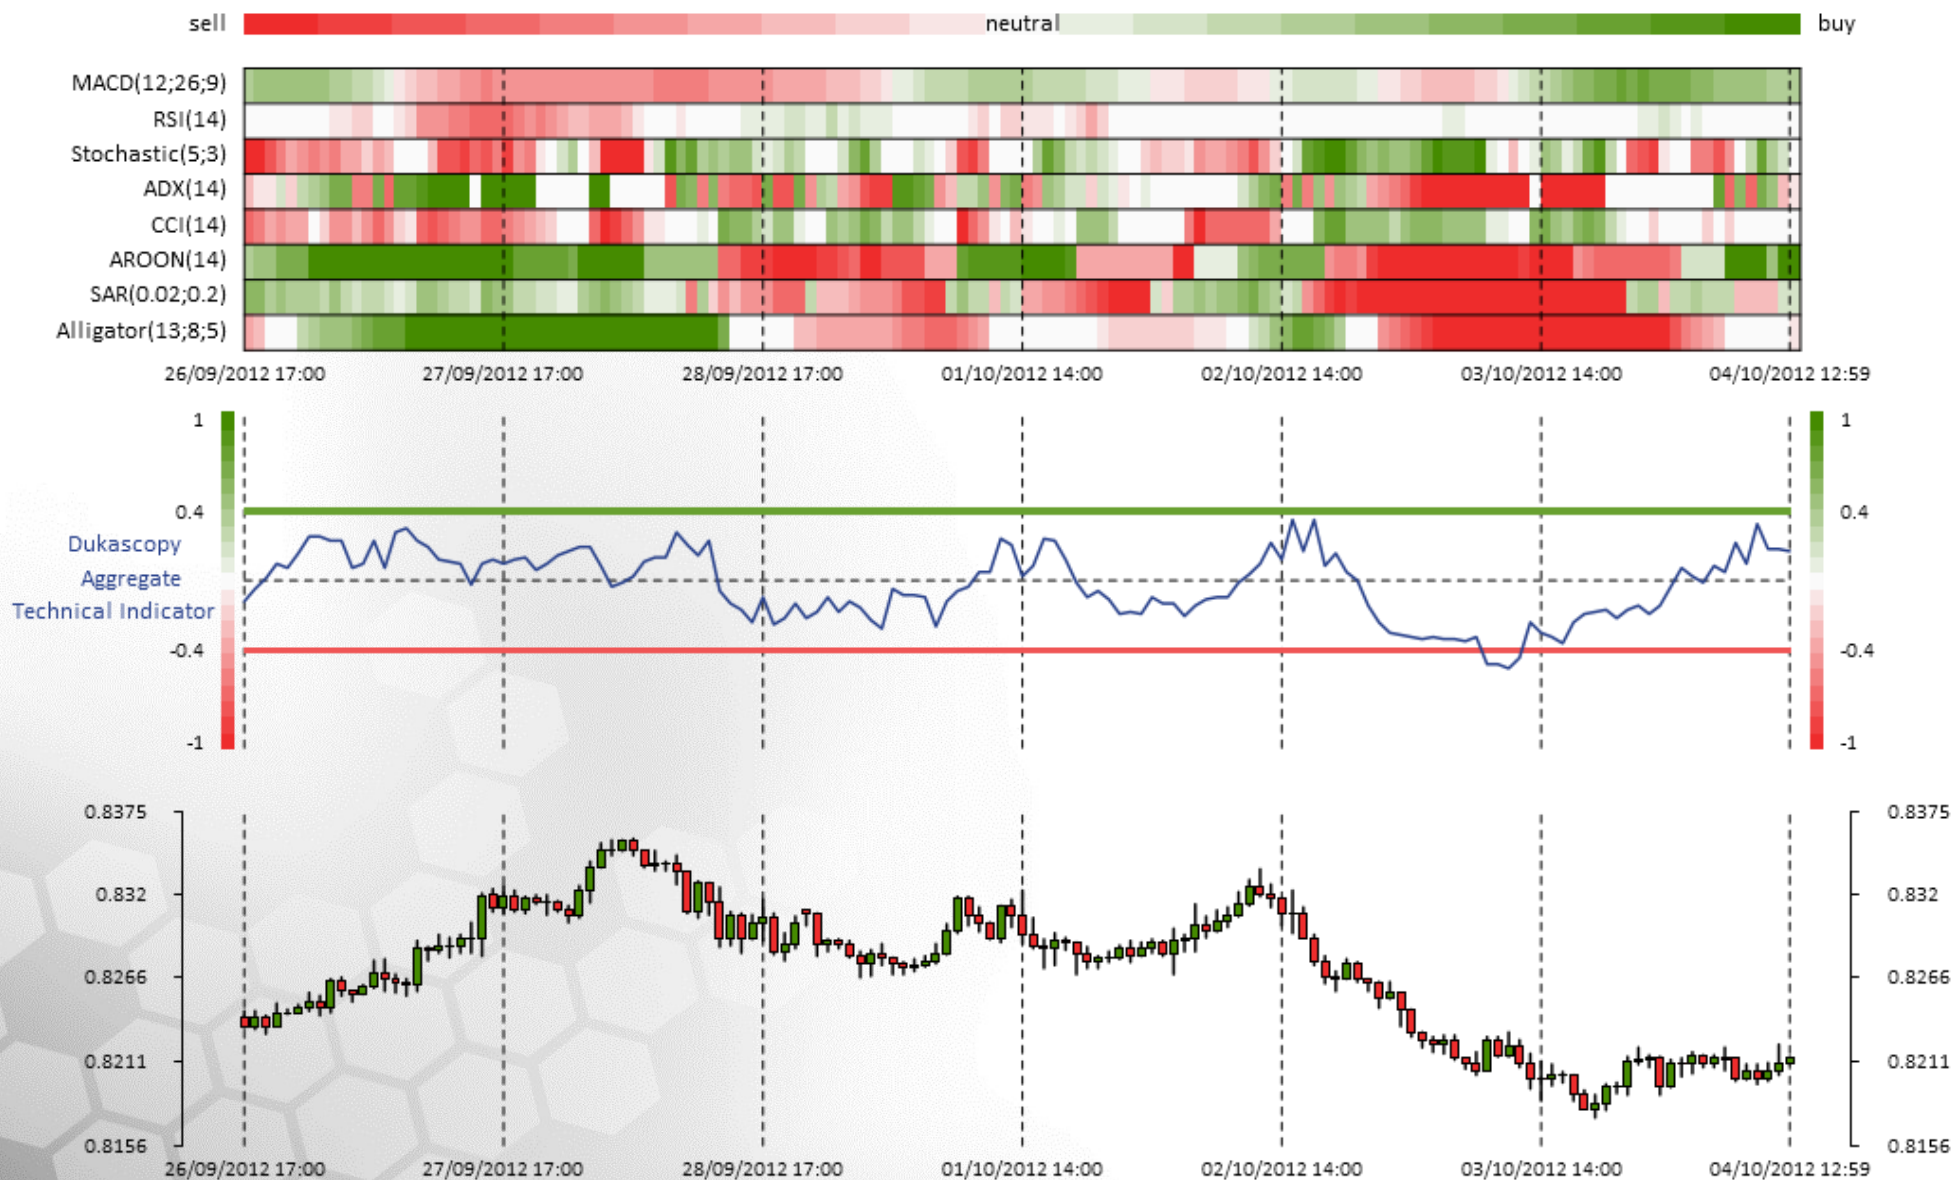 sell neutral buy
MACD(12;26;9)
RSI(14)
Stochastic(5;3)
ADX(14)
CCI(14)
AROON(14)
SAR(0.02;0.2)
Alligator(13;8;5)
26/09/2012 17:00 27/09/2012 17:00 28/09/2012 17:00 01/10/2012 14:00 02/10/2012 14:00 03/10/2012 14:00 04/10/2012 12:59
1 1
0.4 0.4
Dukascopy
Aggregate
Technical Indicator
-0.4 -0.4
-1 -1
0.8375 0.8375
0.832 0.832
0.8266 0.8266
0.8211 0.8211
0.8156 0.8156
26/09/2012 17:00 27/09/2012 17:00 28/09/2012 17:00 01/10/2012 14:00 02/10/2012 14:00 03/10/2012 14:00 04/10/2012 12:59